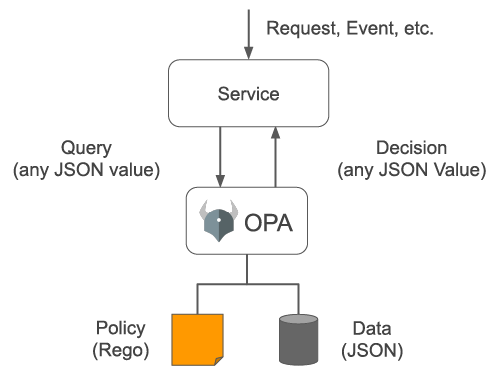 Request, Event, etc.
Service
Query
(any JSON value)
Decision
(any JSON Value)
OPA
Policy
(Rego)
Data
(JSON)